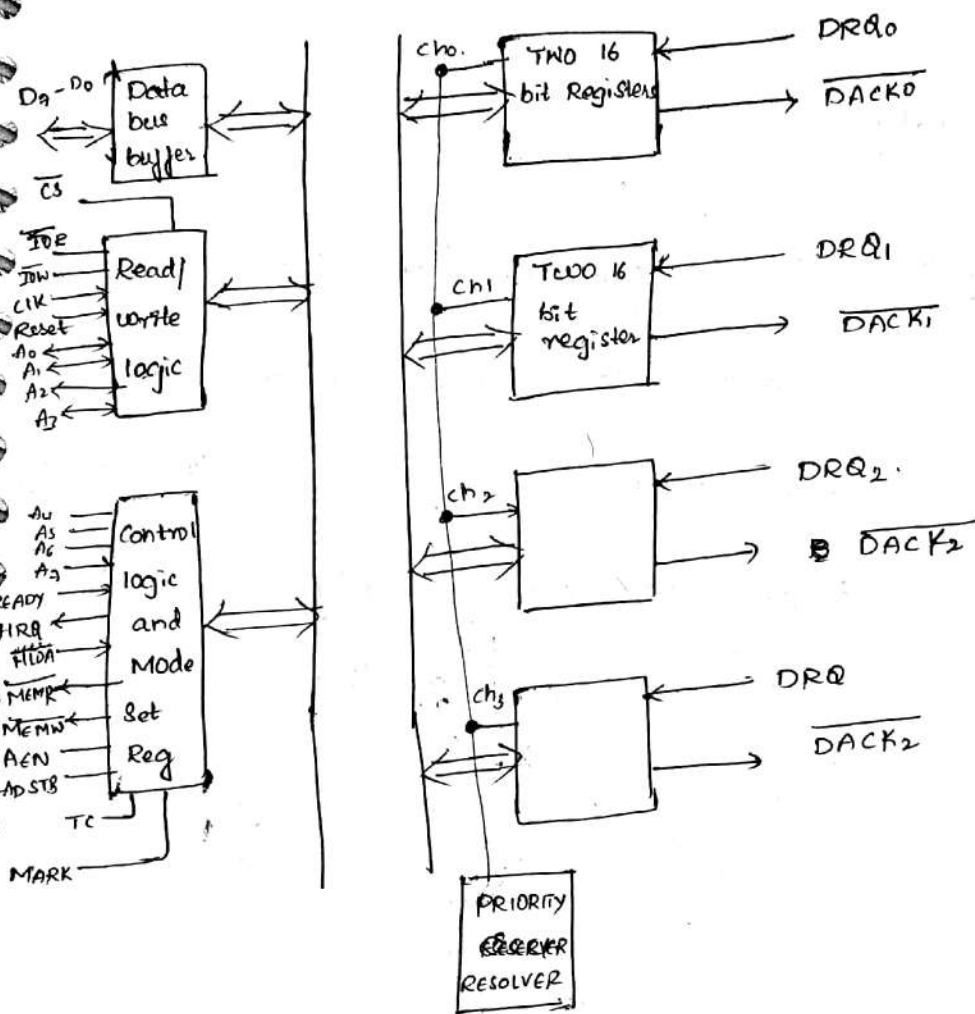 D7-D0
Data
bus
buffer
CS
IOR
IOW
CLK
Reset
A0
A1
A2
A3
Read/
write
logic
A4
A5
A6
A7
READY
HRQ
HLDA
MEMR
MEMW
AEN
ADSTB
TC
MARK
Control
logic
and
Mode
Set
Reg
Ch0.
TWO 16
bit Registers
DRQ0
DACK0
Ch1
TWO 16
bit
register
DRQ1
DACK1
Ch2
DRQ2.
DACK2
Ch3
DRQ
DACK2
PRIORITY
RESOLVER